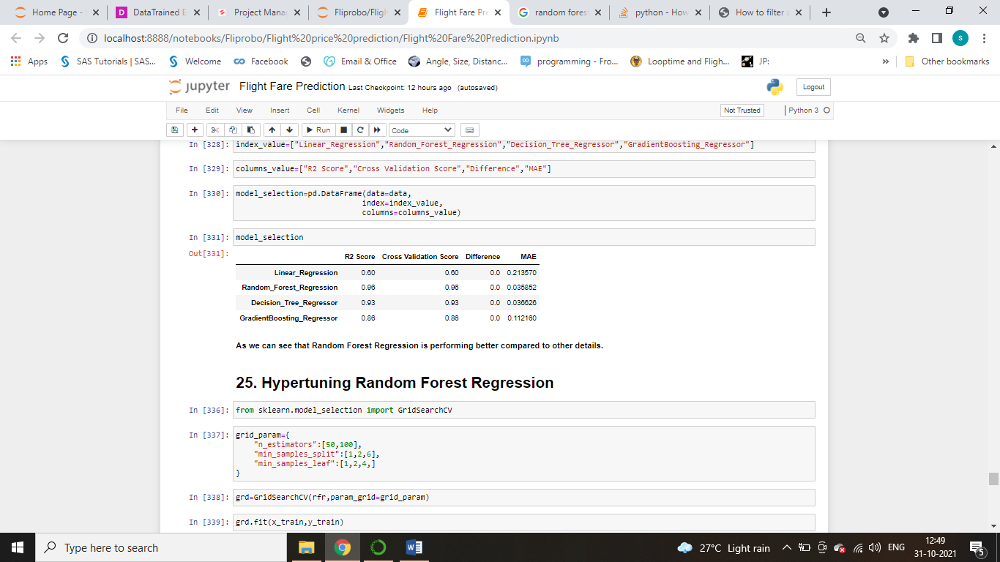 Home Page -
DataTrained E
Project Mana
Fliprobo/Fligh
Flight Fare Pre
random fores
python - How
How to filter a
localhost:8888/notebooks/Fliprobo/Flight%20price%20prediction/Flight%20Fare%20Prediction.ipynb
Apps
SAS Tutorials | SAS...
Welcome
Facebook
Email & Office
Angle, Size, Distanc...
programming - Fro...
Looptime and Fligh...
JPL
Other bookmarks
jupyter Flight Fare Prediction Last Checkpoint: 12 hours ago (autosaved)
Logout
File Edit View Insert Cell Kernel Widgets Help
Not Trusted
Python 3
Run
Code
In [328]: index_value=["Linear_Regression","Random_Forest_Regression","Decision_Tree_Regressor","GradientBoosting_Regressor"]
In [329]: columns_value=["R2 Score","Cross Validation Score","Difference","MAE"]
In [330]: model_selection=pd.DataFrame(data=data,
index=index_value,
columns=columns_value)
In [331]: model_selection
Out[331]:
R2 Score Cross Validation Score Difference MAE
Linear_Regression 0.60 0.60 0.0 0.213570
Random_Forest_Regression 0.96 0.96 0.0 0.035852
Decision_Tree_Regressor 0.93 0.93 0.0 0.036626
GradientBoosting_Regressor 0.86 0.86 0.0 0.112160
As we can see that Random Forest Regression is performing better compared to other details.
25. Hypertuning Random Forest Regression
In [336]: from sklearn.model_selection import GridSearchCV
In [337]: grid_param={
"n_estimators":[50,100],
"min_samples_split":[1,2,6],
"min_samples_leaf":[1,2,4,]
}
In [338]: grd=GridSearchCV(rfr,param_grid=grid_param)
In [339]: grd.fit(x_train,y_train)
Type here to search
27°C Light rain
ENG
12:49
31-10-2021
5